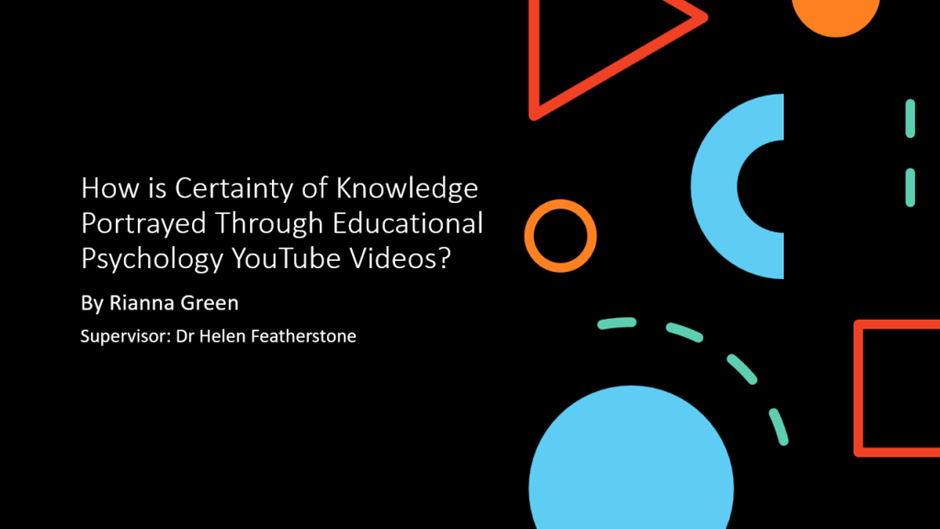 How is Certainty of Knowledge
Portrayed Through Educational
Psychology YouTube Videos?
By Rianna Green
Supervisor: Dr Helen Featherstone